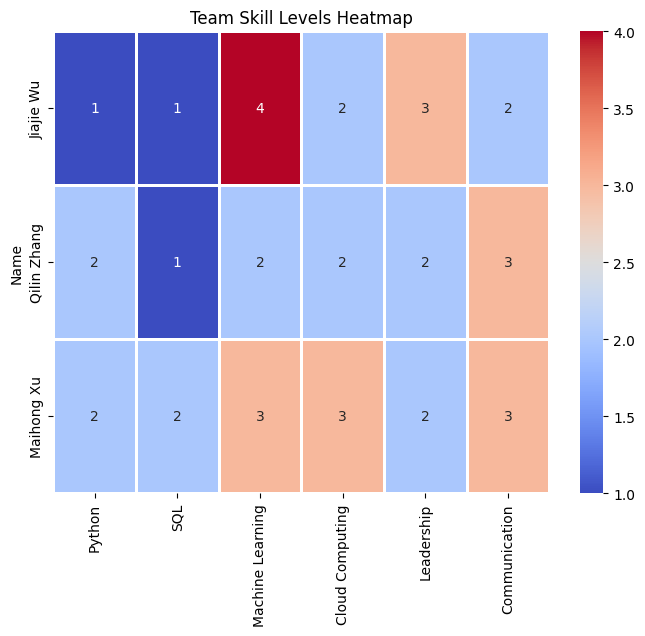 Team Skill Levels Heatmap
Name
Jiajie Wu
1 1 4 2 3 2
Qilin Zhang
2 1 2 2 2 3
Maihong Xu
2 2 3 3 2 3
Python
SQL
Machine Learning
Cloud Computing
Leadership
Communication
4.0
3.5
3.0
2.5
2.0
1.5
1.0